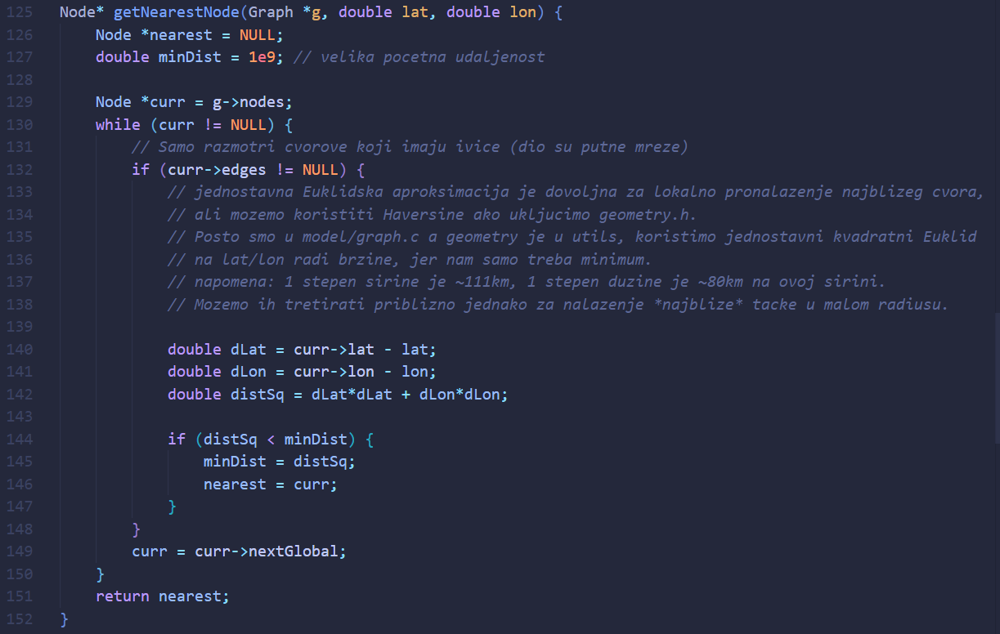 125 Node* getNearestNode(Graph *g, double lat, double lon) {
126     Node *nearest = NULL;
127     double minDist = 1e9; // velika pocetna udaljenost
128
129     Node *curr = g->nodes;
130     while (curr != NULL) {
131         // Samo razmotri cvorove koji imaju ivice (dio su putne mreze)
132         if (curr->edges != NULL) {
133             // jednostavna Euklidska aproksimacija je dovoljna za lokalno pronalazenje najblizeg cvora,
134             // ali mozemo koristiti Haversine ako ukljucimo geometry.h.
135             // Posto smo u model/graph.c a geometry je u utils, koristimo jednostavni kvadratni Euklid
136             // na lat/lon radi brzine, jer nam samo treba minimum.
137             // napomena: 1 stepen sirine je ~111km, 1 stepen duzine je ~80km na ovoj sirini.
138             // Mozemo ih tretirati priblizno jednako za nalazenje *najblize* tacke u malom radiusu.
139
140             double dLat = curr->lat - lat;
141             double dLon = curr->lon - lon;
142             double distSq = dLat*dLat + dLon*dLon;
143
144             if (distSq < minDist) {
145                 minDist = distSq;
146                 nearest = curr;
147             }
148         }
149         curr = curr->nextGlobal;
150     }
151     return nearest;
152 }